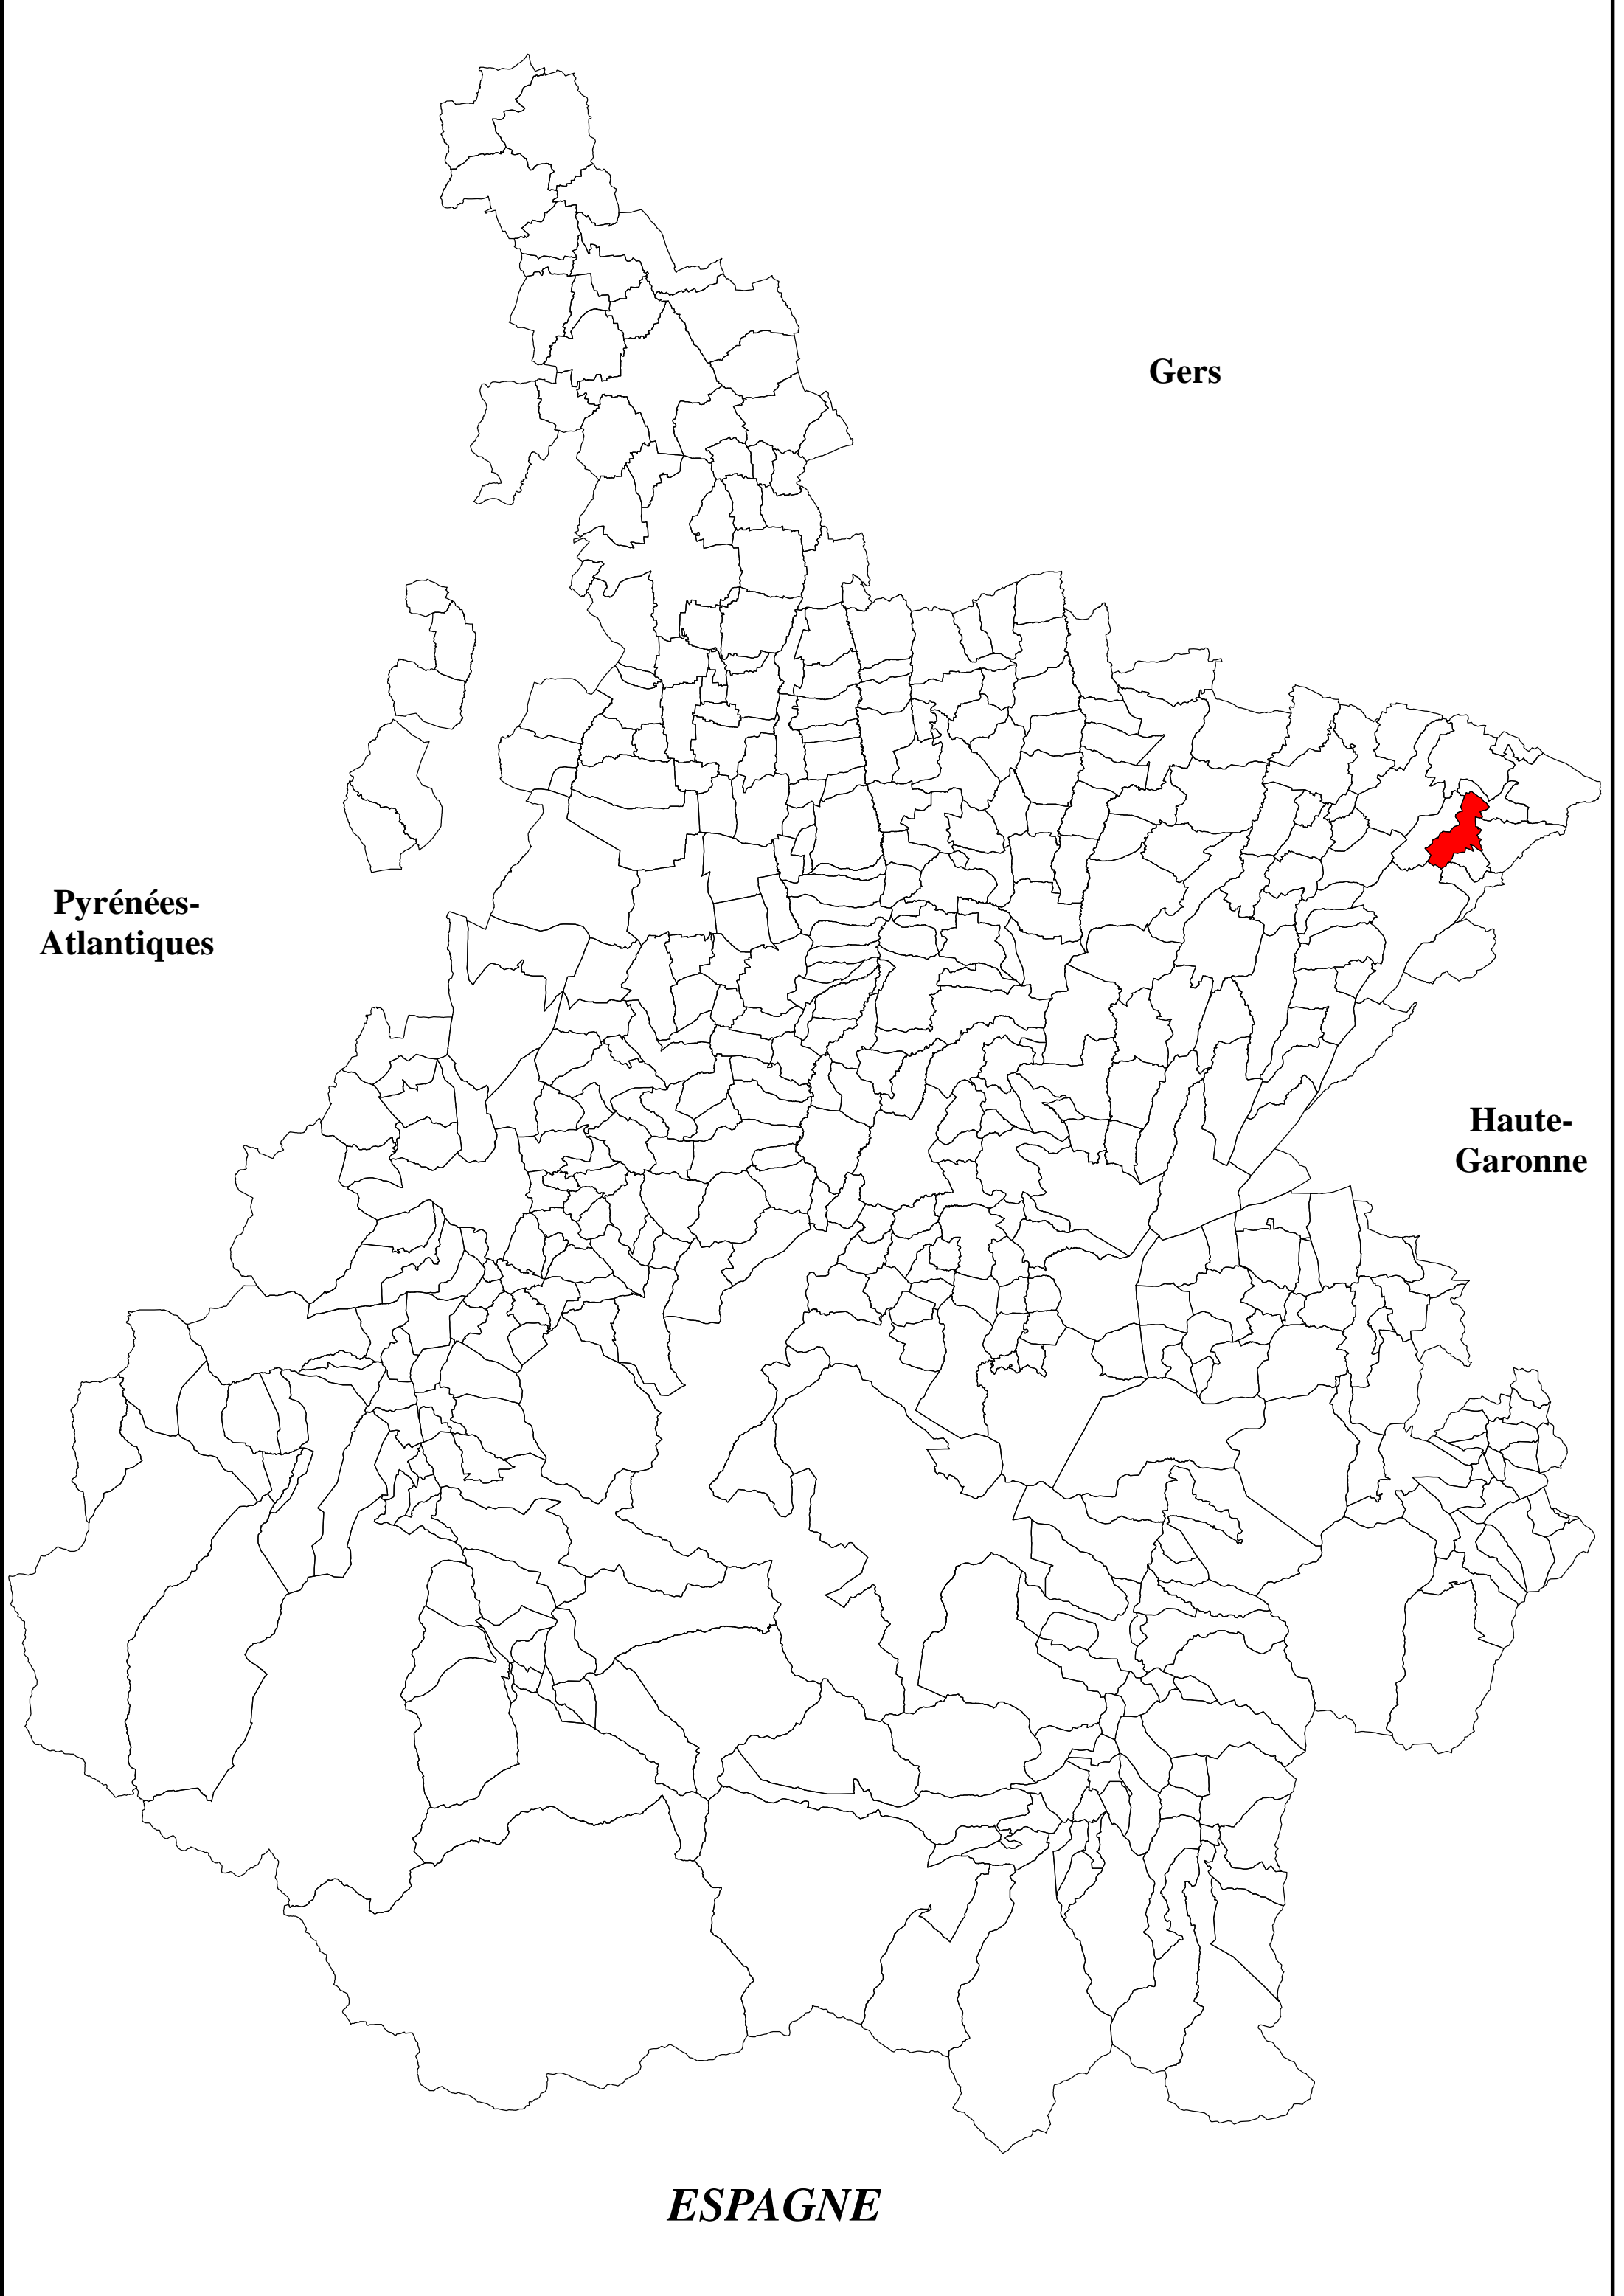 Gers
Pyrénées-
Atlantiques
Haute-
Garonne
ESPAGNE